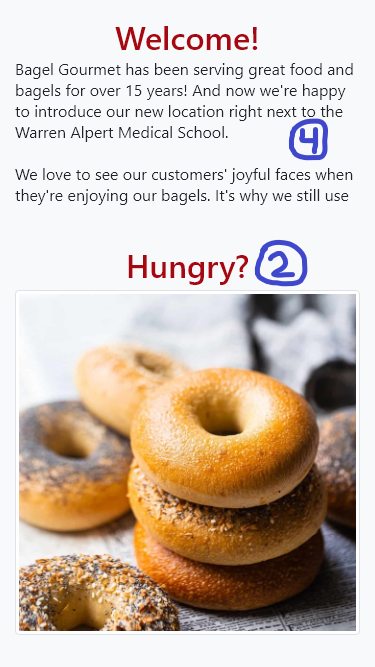 Welcome!
Bagel Gourmet has been serving great food and
bagels for over 15 years! And now we're happy
to introduce our new location right next to the
Warren Alpert Medical School.
4
We love to see our customers' joyful faces when
they're enjoying our bagels. It's why we still use
Hungry? 2